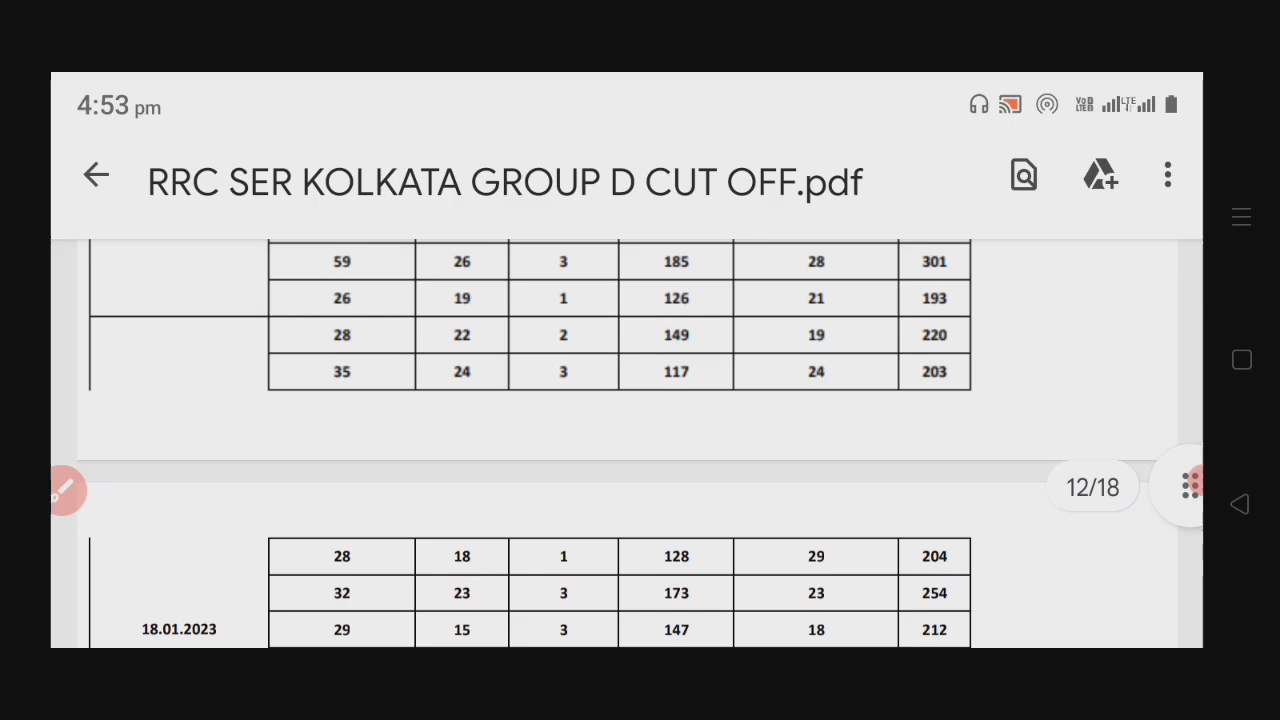 4:53 pm
VoD LTE LTE
RRC SER KOLKATA GROUP D CUT OFF.pdf
59 26 3 185 28 301
26 19 1 126 21 193
28 22 2 149 19 220
35 24 3 117 24 203
12/18
28 18 1 128 29 204
32 23 3 173 23 254
18.01.2023 29 15 3 147 18 212